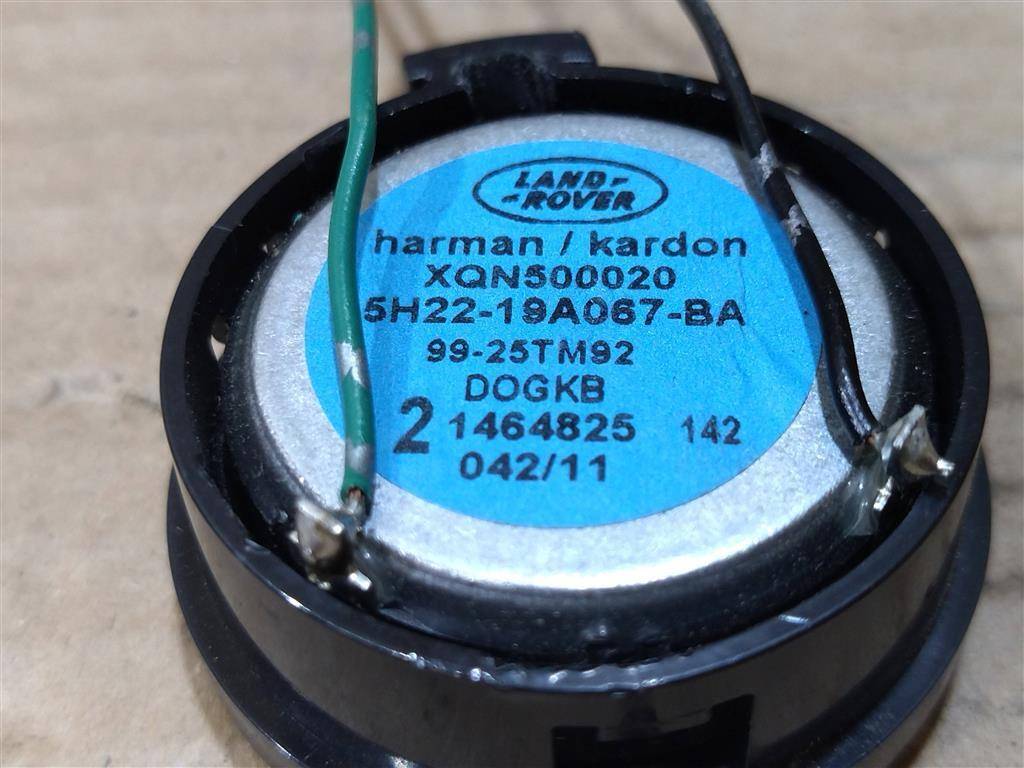 LAND
ROVER
harman / kardon
XQN500020
5H22-19A067-BA
99-25TM92
DOGKB
2 1464825 142
042/11